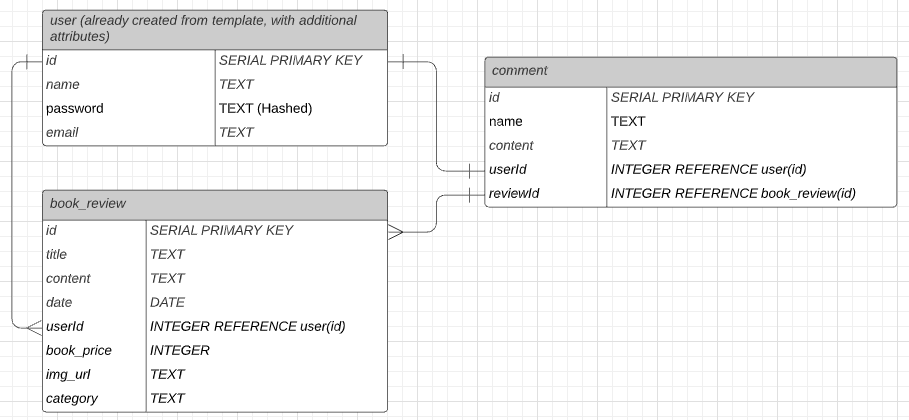 user (already created from template, with additional
attributes)
id SERIAL PRIMARY KEY
name TEXT
password TEXT (Hashed)
email TEXT
comment
id SERIAL PRIMARY KEY
name TEXT
content TEXT
userId INTEGER REFERENCE user(id)
reviewId INTEGER REFERENCE book_review(id)
book_review
id SERIAL PRIMARY KEY
title TEXT
content TEXT
date DATE
userId INTEGER REFERENCE user(id)
book_price INTEGER
img_url TEXT
category TEXT